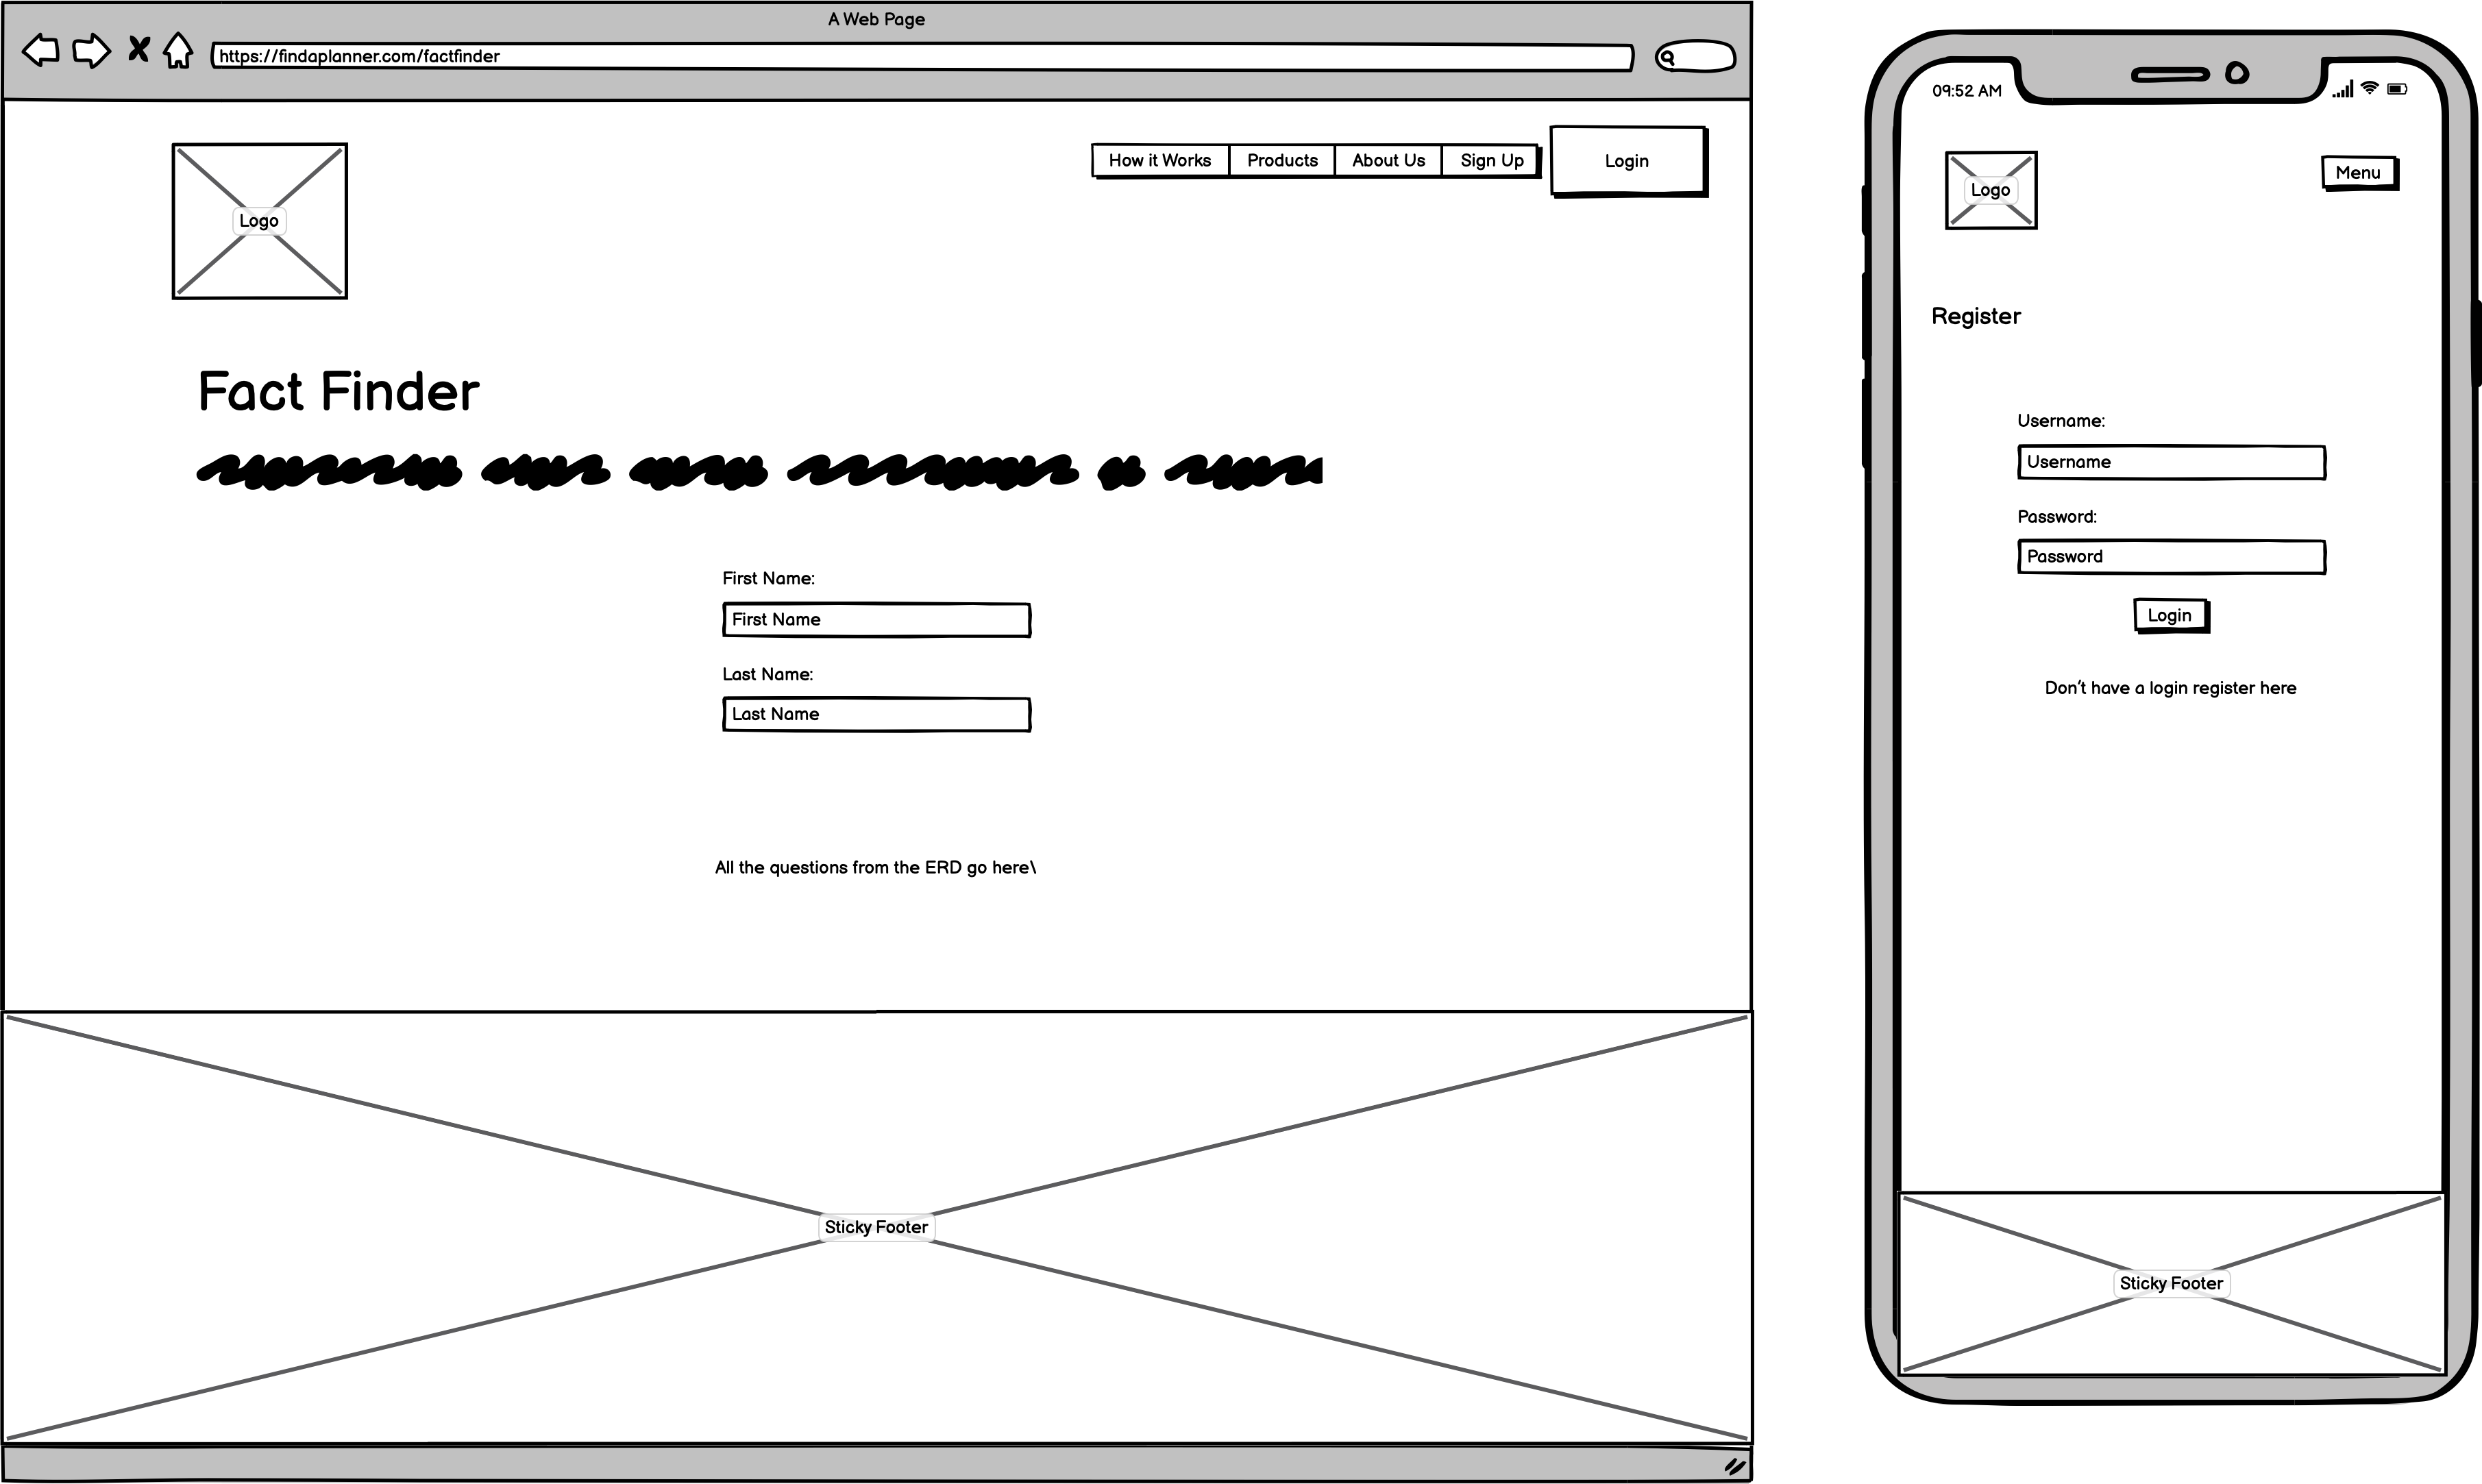 A Web Page
https://findaplanner.com/factfinder
Logo
How it Works Products About Us Sign Up Login
Fact Finder
First Name:
First Name
Last Name:
Last Name
All the questions from the ERD go here\
Sticky Footer
09:52 AM
Logo
Menu
Register
Username:
Username
Password:
Password
Login
Don't have a login register here
Sticky Footer